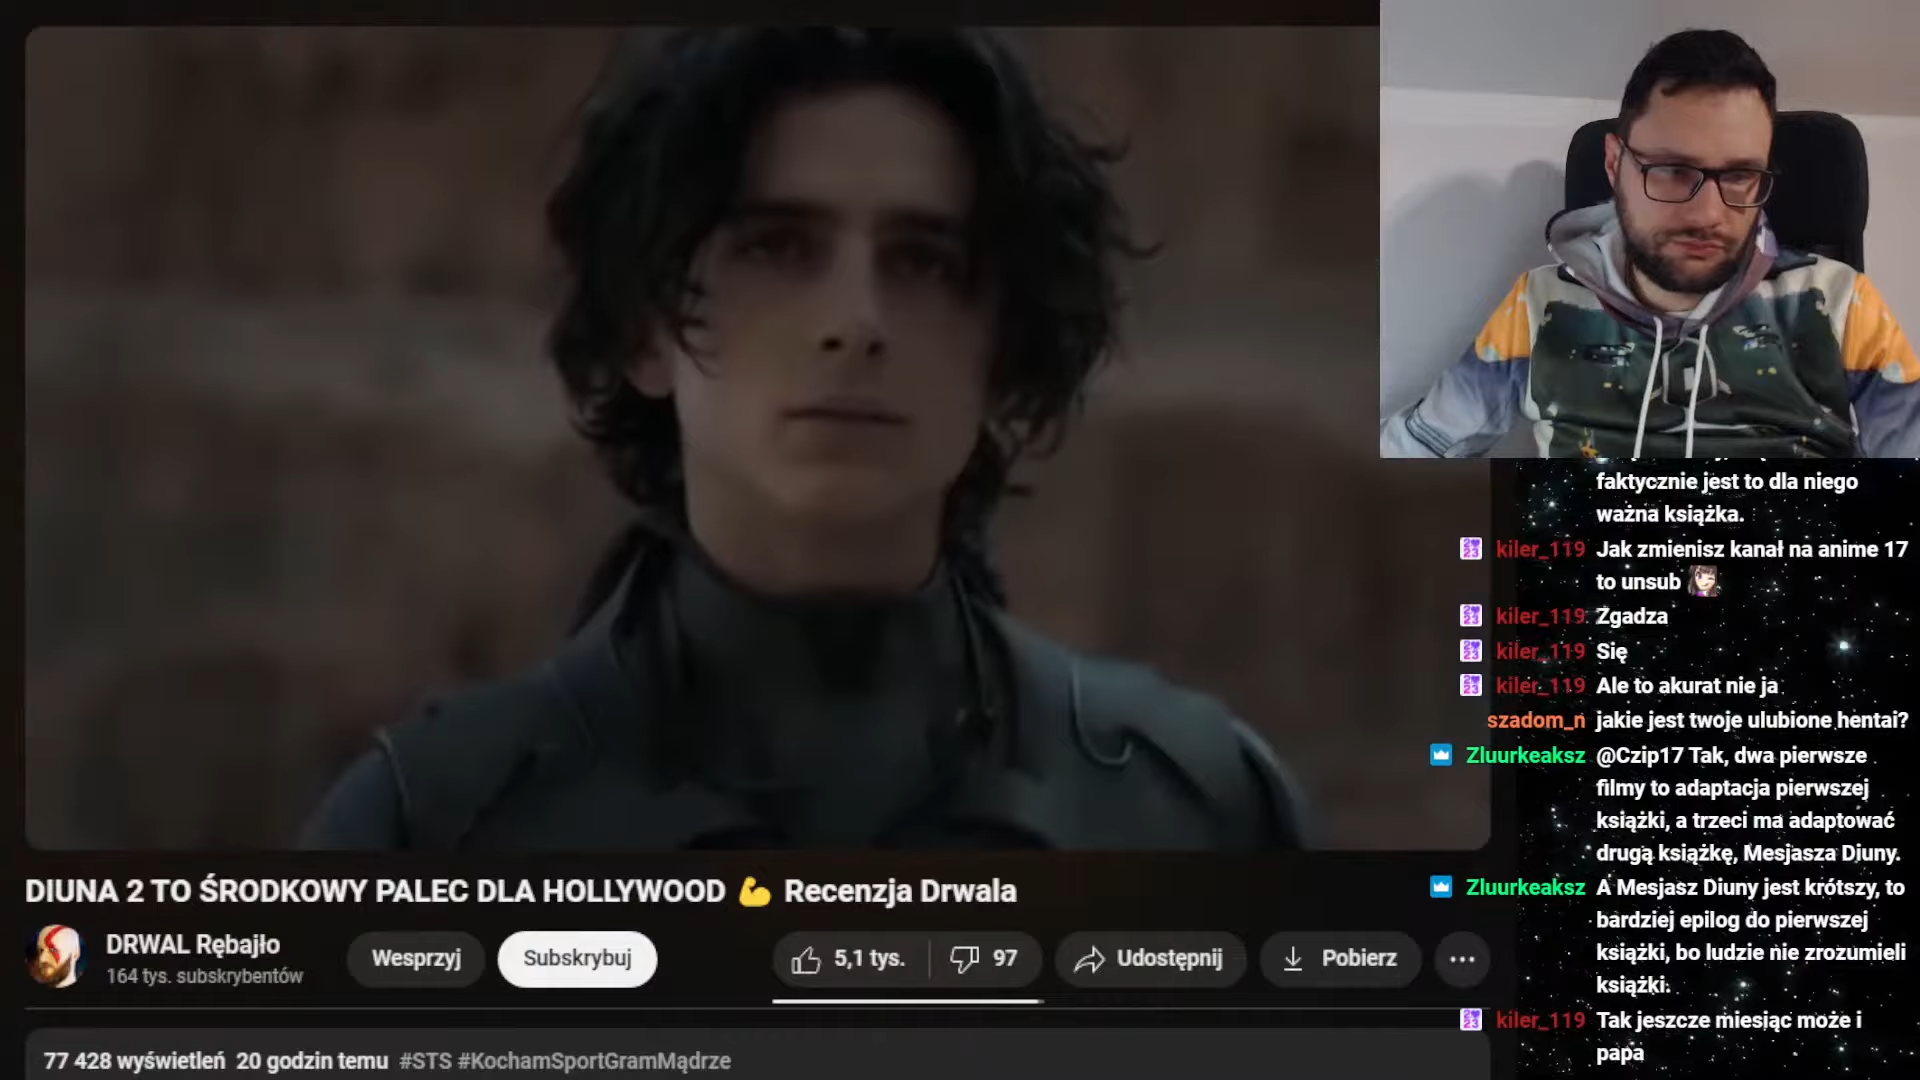 DIUNA 2 TO ŚRODKOWY PALEC DLA HOLLYWOOD 💪 Recenzja Drwala
DRWAL Rębajło
164 tys. subskrybentów
Wesprzyj
Subskrybuj
5,1 tys.
97
Udostępnij
Pobierz
77 428 wyświetleń 20 godzin temu #STS #KochamSportGramMądrze
faktycznie jest to dla niego
ważna książka.
kiler_119 Jak zmienisz kanał na anime 17
to unsub
kiler_119 Zgadza
kiler_119 Się
kiler_119 Ale to akurat nie ja
szadom_n jakie jest twoje ulubione hentai?
Zluurkeaksz @Czip17 Tak, dwa pierwsze
filmy to adaptacja pierwszej
książki, a trzeci ma adaptować
drugą książkę, Mesjasza Diuny.
Zluurkeaksz A Mesjasz Diuny jest krótszy, to
bardziej epilog do pierwszej
książki, bo ludzie nie zrozumieli
książki.
kiler_119 Tak jeszcze miesiąc może i
papa